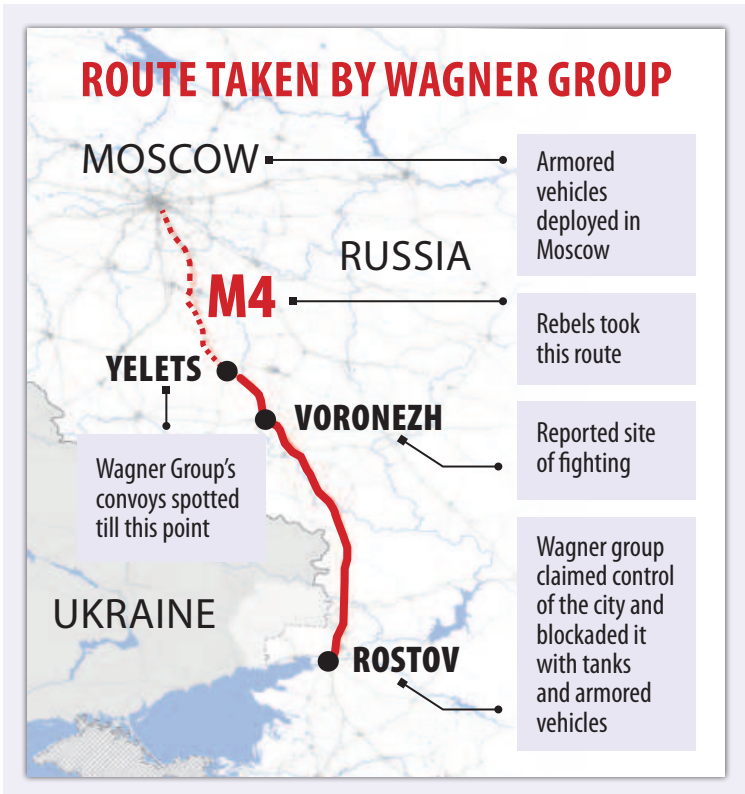 ROUTE TAKEN BY WAGNER GROUP
MOSCOW
Armored
vehicles
deployed in
Moscow
RUSSIA
M4
Rebels took
this route
YELETS
Wagner Group's
convoys spotted
till this point
VORONEZH
Reported site
of fighting
UKRAINE
ROSTOV
Wagner group
claimed control
of the city and
blockaded it
with tanks
and armored
vehicles